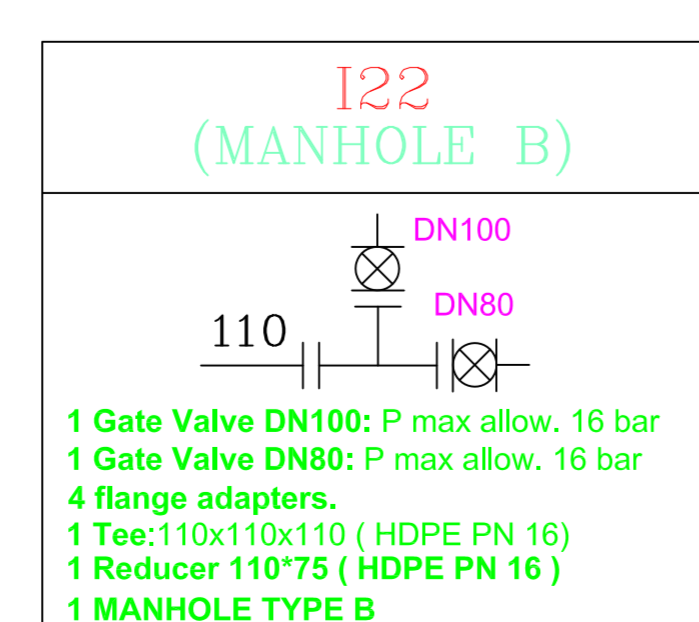 I22
(MANHOLE B)
DN100
DN80
110
1 Gate Valve DN100: P max allow. 16 bar
1 Gate Valve DN80: P max allow. 16 bar
4 flange adapters.
1 Tee:110x110x110 ( HDPE PN 16)
1 Reducer 110*75 ( HDPE PN 16 )
1 MANHOLE TYPE B